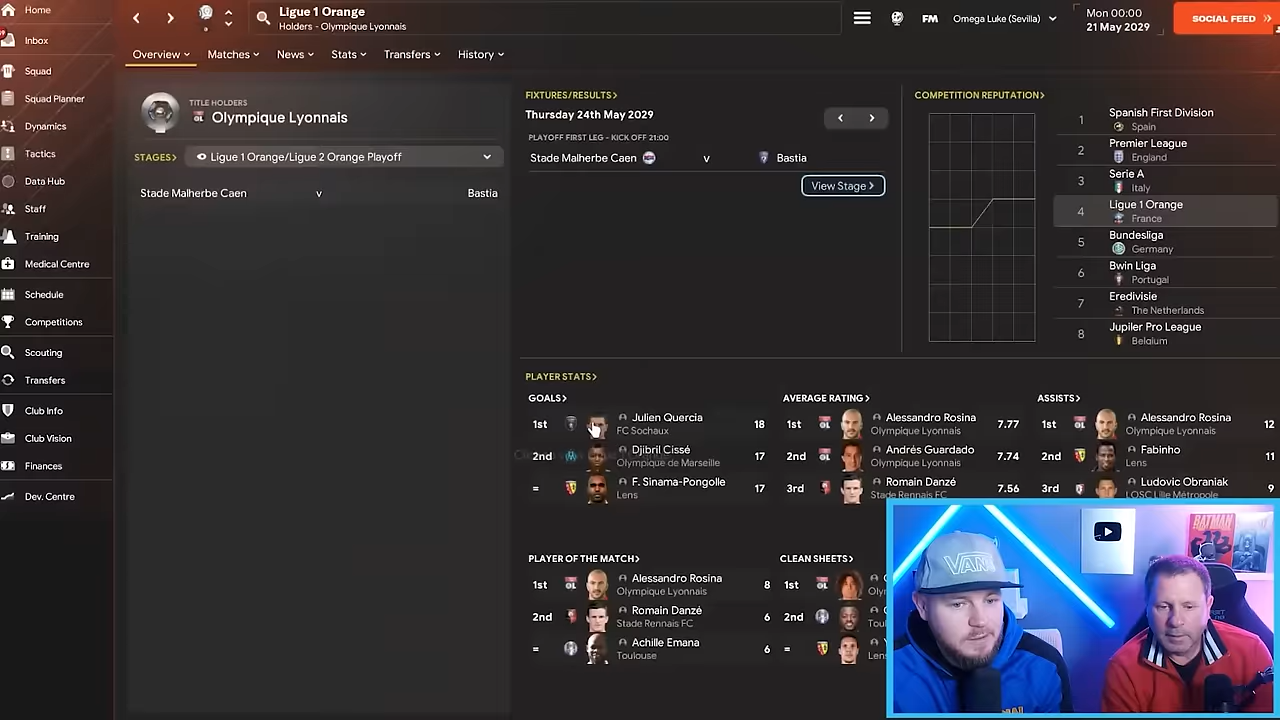 Home
Inbox
Squad
Squad Planner
Dynamics
Tactics
Data Hub
Staff
Training
Medical Centre
Schedule
Competitions
Scouting
Transfers
Club Info
Club Vision
Finances
Dev. Centre
Ligue 1 Orange
Holders - Olympique Lyonnais
FM
Omega Luke (Sevilla)
Mon 00:00
21 May 2029
SOCIAL FEED
Overview
Matches
News
Stats
Transfers
History
TITLE HOLDERS
Olympique Lyonnais
STAGES
Ligue 1 Orange/Ligue 2 Orange Playoff
Stade Malherbe Caen v Bastia
FIXTURES/RESULTS
Thursday 24th May 2029
PLAYOFF FIRST LEG - KICK OFF 21:00
Stade Malherbe Caen v Bastia
View Stage
COMPETITION REPUTATION
1 Spanish First Division
Spain
2 Premier League
England
3 Serie A
Italy
4 Ligue 1 Orange
France
5 Bundesliga
Germany
6 Bwin Liga
Portugal
7 Eredivisie
The Netherlands
8 Jupiler Pro League
Belgium
PLAYER STATS
GOALS
1st Julien Quercia 18
FC Sochaux
2nd Djibril Cissé 17
Olympique de Marseille
= F. Sinama-Pongolle 17
Lens
AVERAGE RATING
1st Alessandro Rosina 7.77
Olympique Lyonnais
2nd Andrés Guardado 7.74
Olympique Lyonnais
3rd Romain Danzé 7.56
Stade Rennais FC
ASSISTS
1st Alessandro Rosina 12
Olympique Lyonnais
2nd Fabinho 11
Lens
3rd Ludovic Obraniak 9
LOSC Lille Métropole
PLAYER OF THE MATCH
1st Alessandro Rosina 8
Olympique Lyonnais
2nd Romain Danzé 6
Stade Rennais FC
= Achille Emana 6
Toulouse
CLEAN SHEETS
1st
2nd
=
Lens
VANS
BATMAN